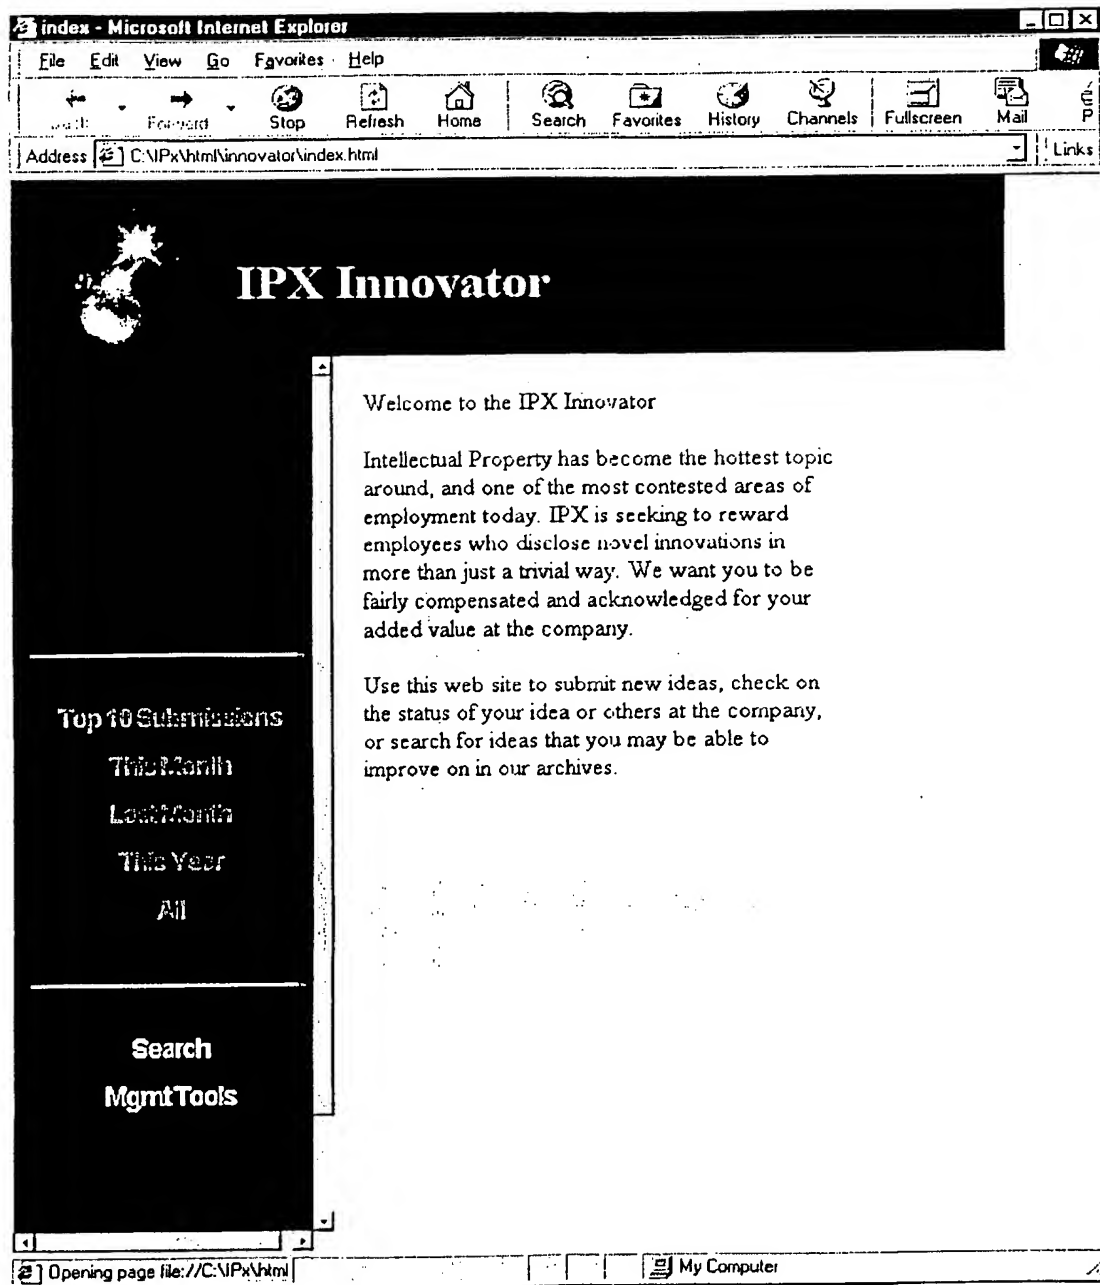 index - Microsoft Internet Explorer
File Edit View Go Favorites Help
Forward Stop Refresh Home Search Favorites History Channels Fullscreen Mail P
Address C:\IPx\html\innovator\index.html Links
IPX Innovator
Welcome to the IPX Innovator
Intellectual Property has become the hottest topic
around, and one of the most contested areas of
employment today. IPX is seeking to reward
employees who disclose novel innovations in
more than just a trivial way. We want you to be
fairly compensated and acknowledged for your
added value at the company.
Use this web site to submit new ideas, check on
the status of your idea or others at the company,
or search for ideas that you may be able to
improve on in our archives.
Top 10 Submissions
This Month
Last Month
This Year
All
Search
Mgmt Tools
Opening page file://C:\IPx\html My Computer